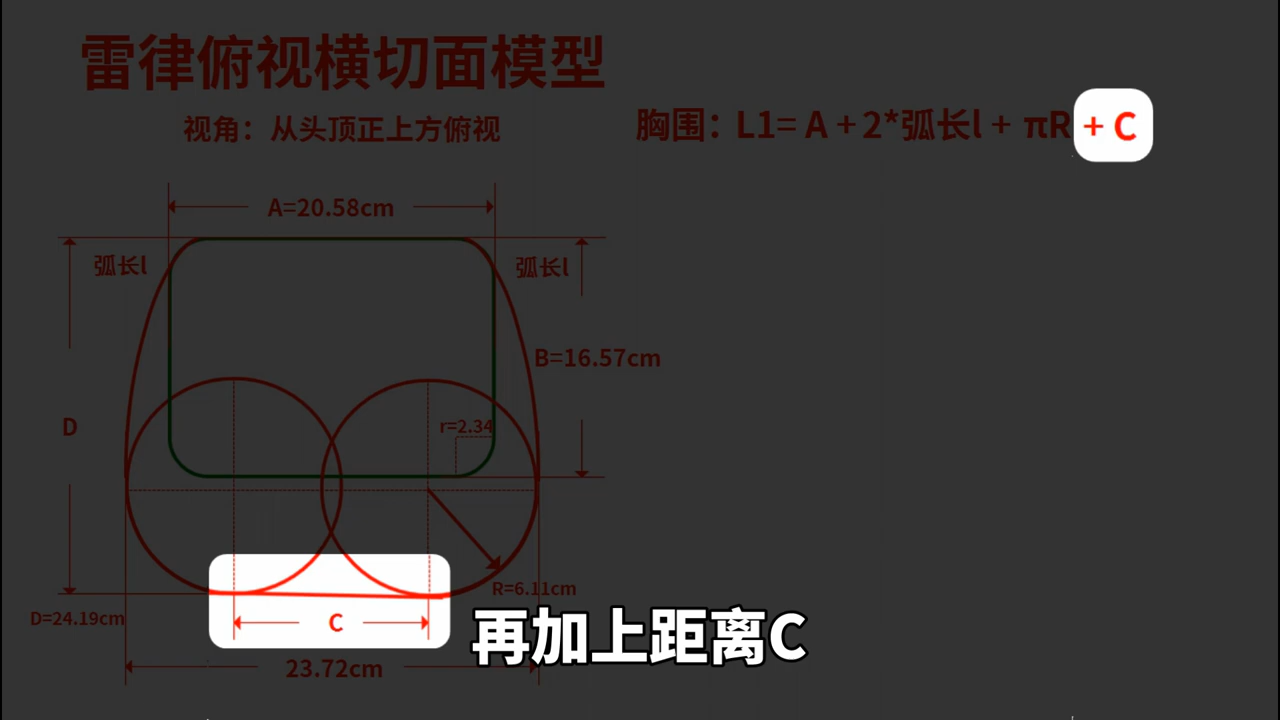 雷律俯视横切面模型
视角：从头顶正上方俯视
胸围：L1= A + 2*弧长l + πR + C
A=20.58cm
弧长l
弧长l
B=16.57cm
D
r=2.34
R=6.11cm
D=24.19cm
C
再加上距离C
23.72cm